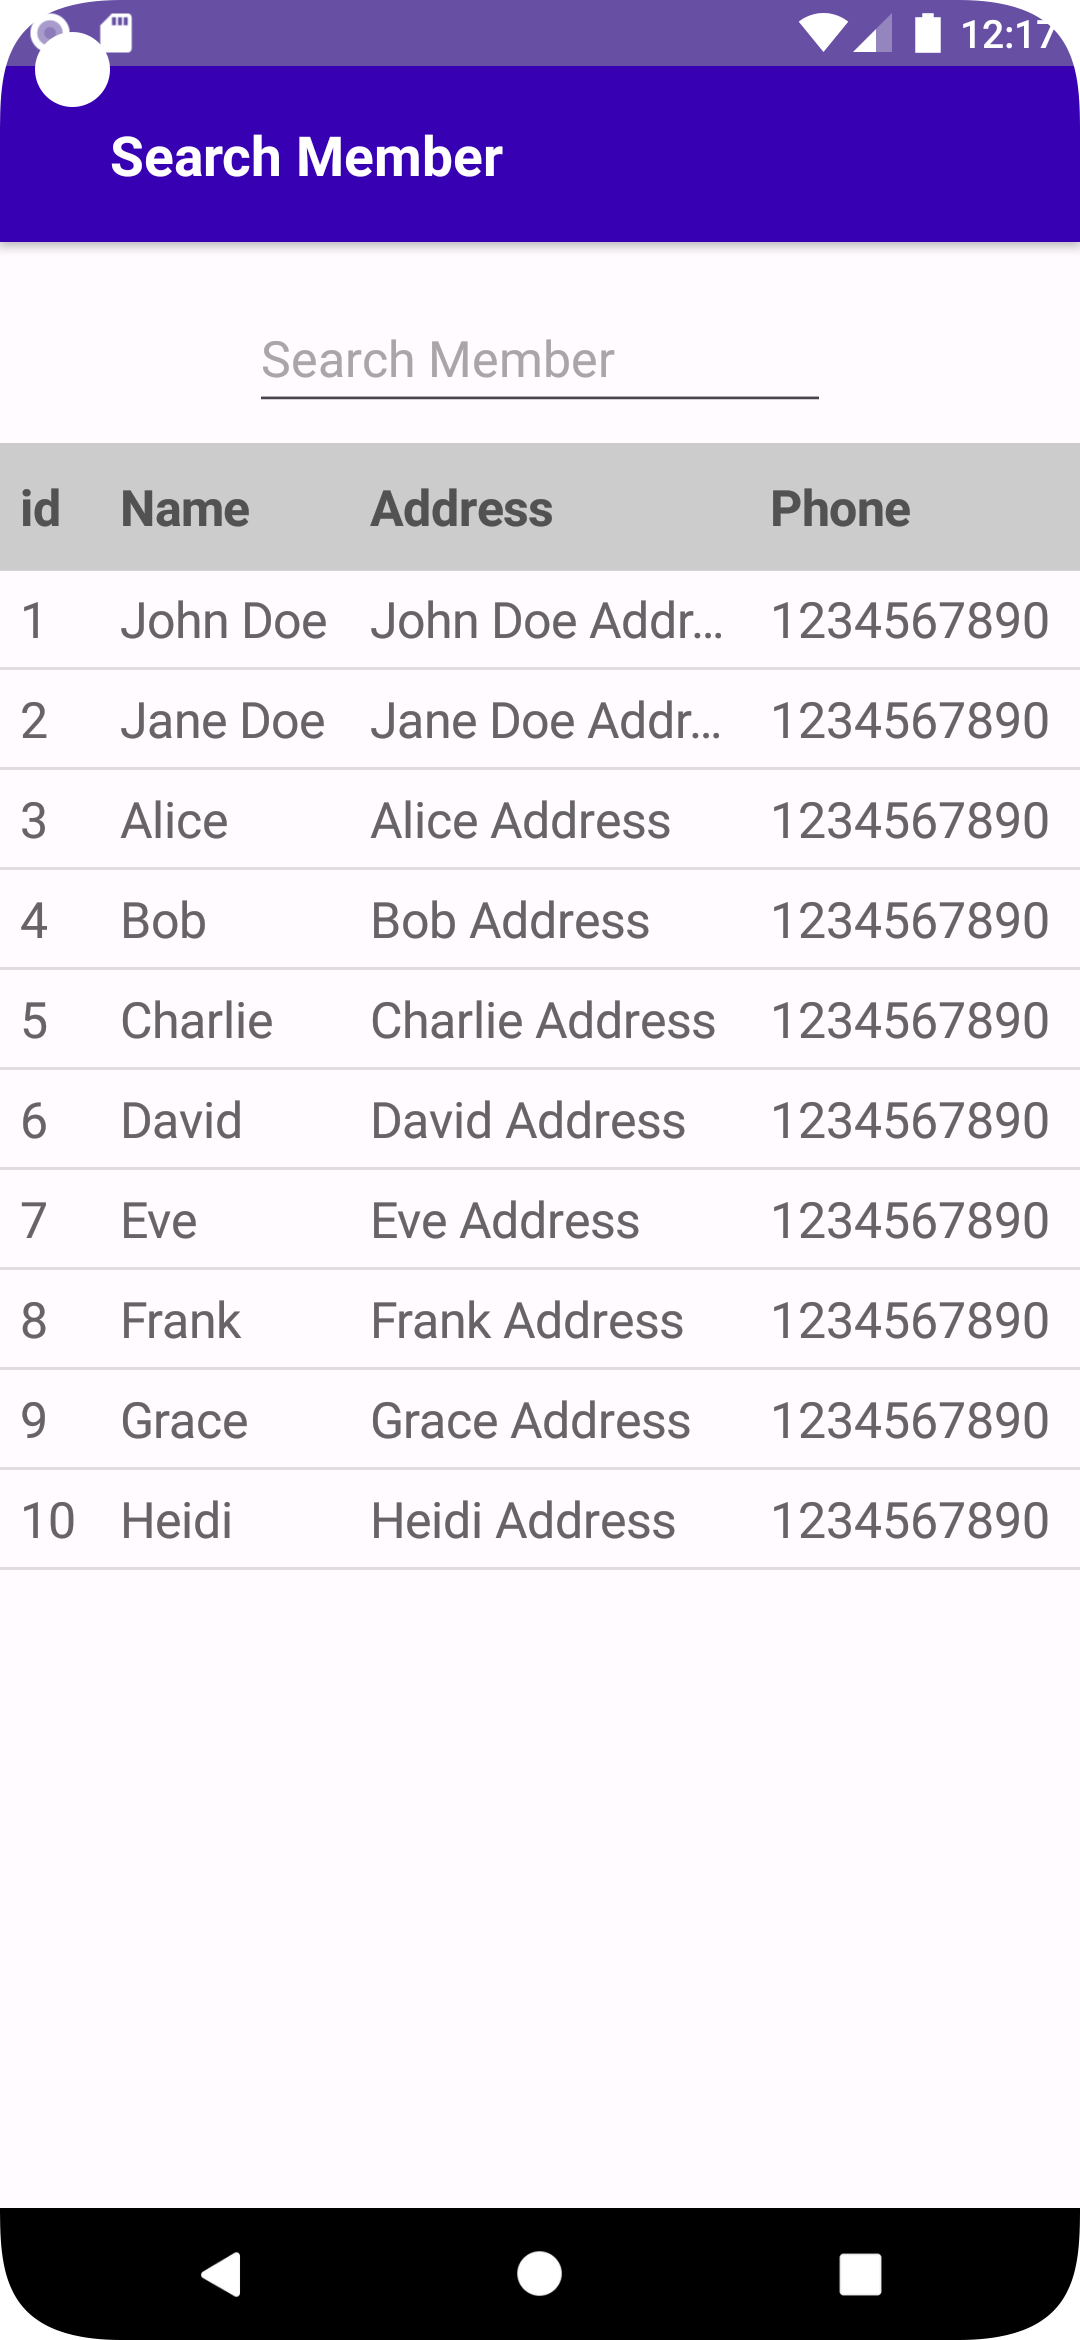 12:17
Search Member
Search Member
id Name Address Phone
1 John Doe John Doe Addr... 1234567890
2 Jane Doe Jane Doe Addr... 1234567890
3 Alice Alice Address 1234567890
4 Bob Bob Address 1234567890
5 Charlie Charlie Address 1234567890
6 David David Address 1234567890
7 Eve Eve Address 1234567890
8 Frank Frank Address 1234567890
9 Grace Grace Address 1234567890
10 Heidi Heidi Address 1234567890